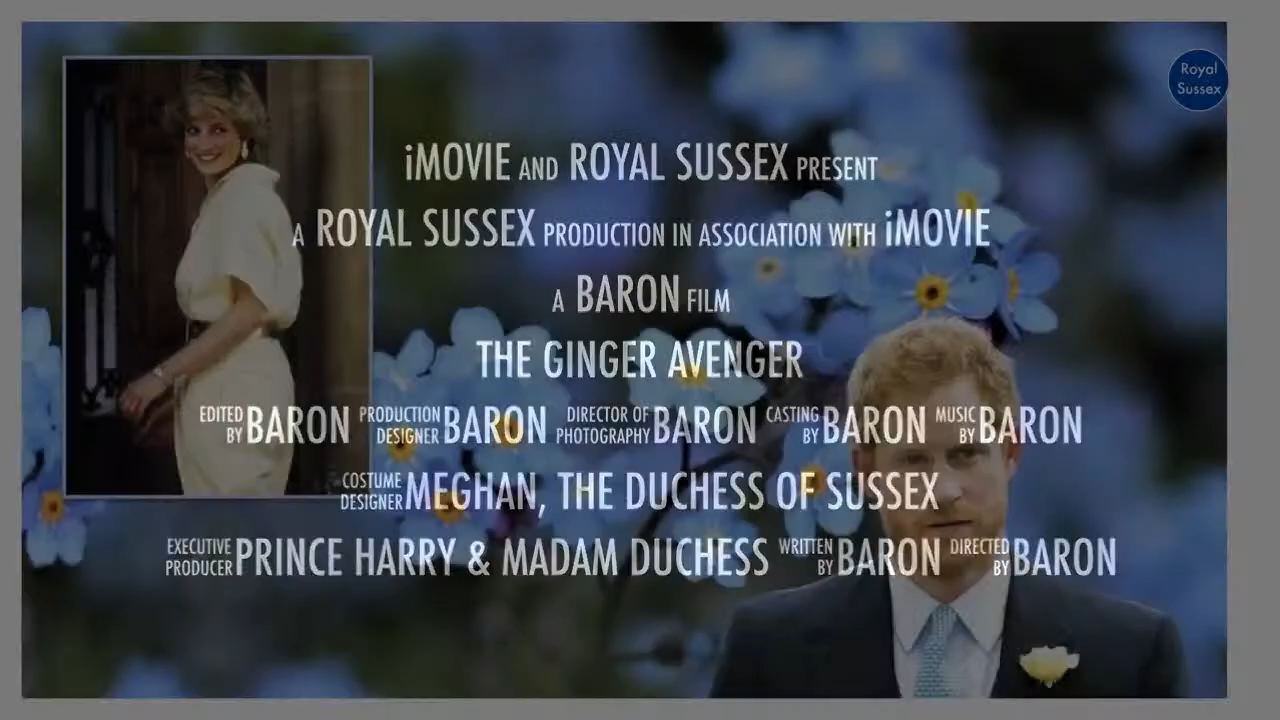 Royal
Sussex
iMOVIE AND ROYAL SUSSEX PRESENT
A ROYAL SUSSEX PRODUCTION IN ASSOCIATION WITH iMOVIE
A BARON FILM
THE GINGER AVENGER
EDITED BY BARON PRODUCTION DESIGNER BARON DIRECTOR OF PHOTOGRAPHY BARON CASTING BY BARON MUSIC BY BARON
COSTUME DESIGNER MEGHAN, THE DUCHESS OF SUSSEX
EXECUTIVE PRODUCER PRINCE HARRY & MADAM DUCHESS WRITTEN BY BARON DIRECTED BY BARON